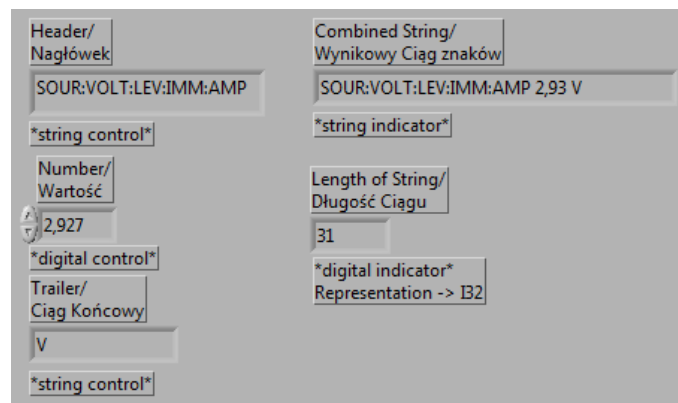 Header/
Nagłówek
SOUR:VOLT:LEV:IMM:AMP
*string control*
Number/
Wartość
2,927
*digital control*
Trailer/
Ciąg Końcowy
V
*string control*
Combined String/
Wynikowy Ciąg znaków
SOUR:VOLT:LEV:IMM:AMP 2,93 V
*string indicator*
Length of String/
Długość Ciągu
31
*digital indicator*
Representation -> I32